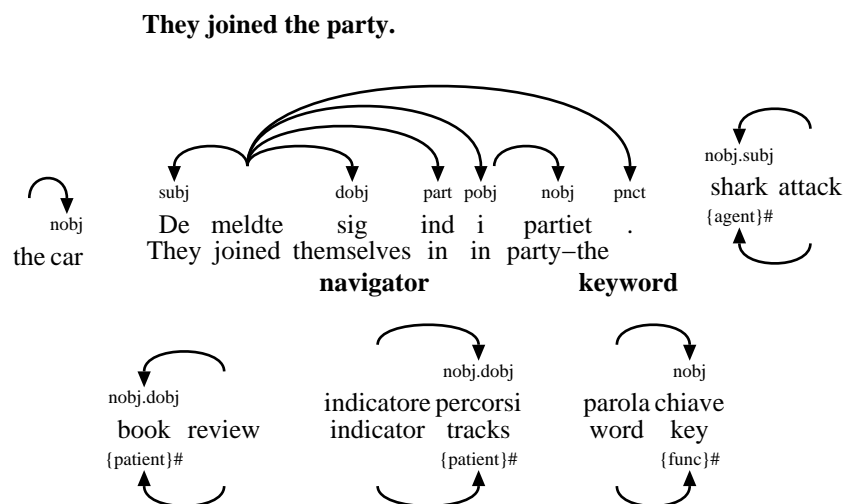 They joined the party.
subj dobj part pobj nobj pnct
De meldte sig ind i partiet .
They joined themselves in in party–the
nobj
the car
nobj.subj
shark attack
{agent}#
nobj.dobj
book review
{patient}#
navigator
nobj.dobj
indicatore percorsi
indicator tracks
{patient}#
keyword
nobj
parola chiave
word key
{func}#